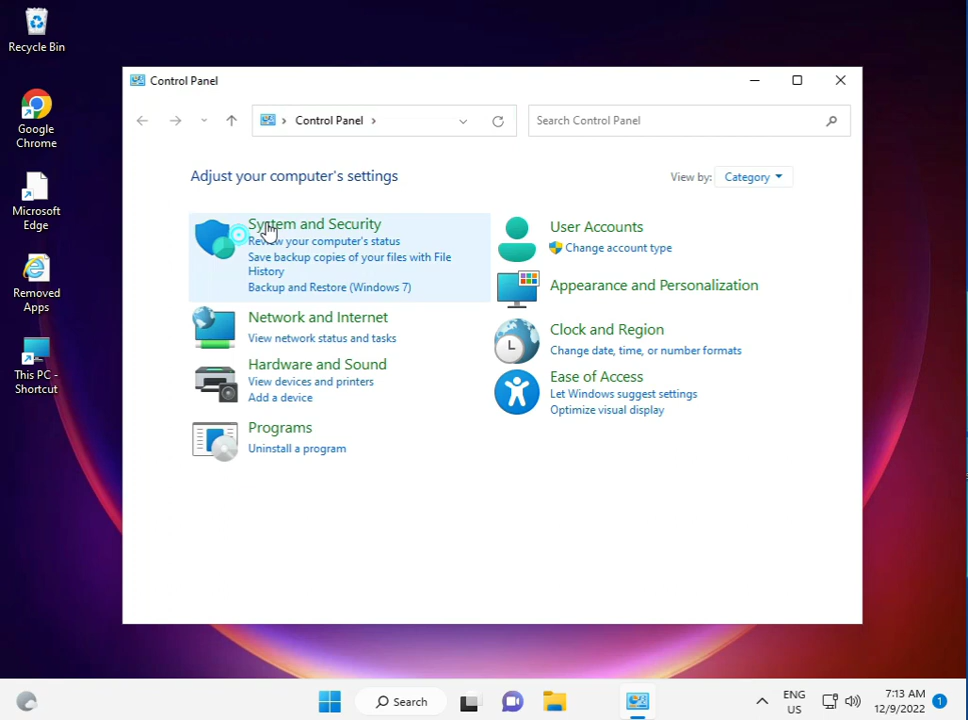 Recycle Bin
Google
Chrome
Microsoft
Edge
Removed
Apps
This PC -
Shortcut
Control Panel
Control Panel
Search Control Panel
Adjust your computer's settings
View by:
Category
System and Security
Review your computer's status
Save backup copies of your files with File
History
Backup and Restore (Windows 7)
Network and Internet
View network status and tasks
Hardware and Sound
View devices and printers
Add a device
Programs
Uninstall a program
User Accounts
Change account type
Appearance and Personalization
Clock and Region
Change date, time, or number formats
Ease of Access
Let Windows suggest settings
Optimize visual display
Search
ENG
US
7:13 AM
12/9/2022
1